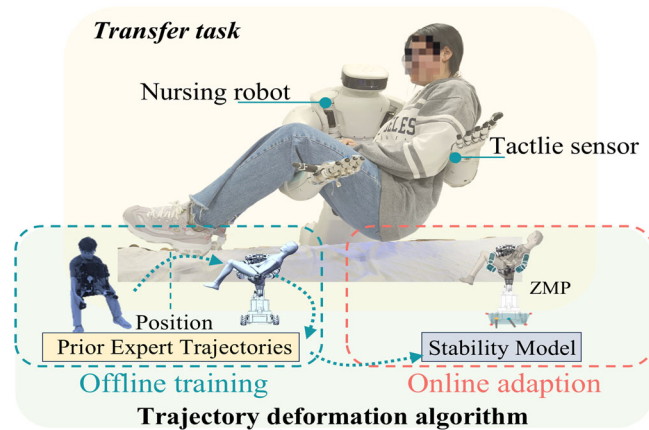 Transfer task
Nursing robot
Tactlie sensor
ZMP
Position
Prior Expert Trajectories
Stability Model
Offline training
Online adaption
Trajectory deformation algorithm